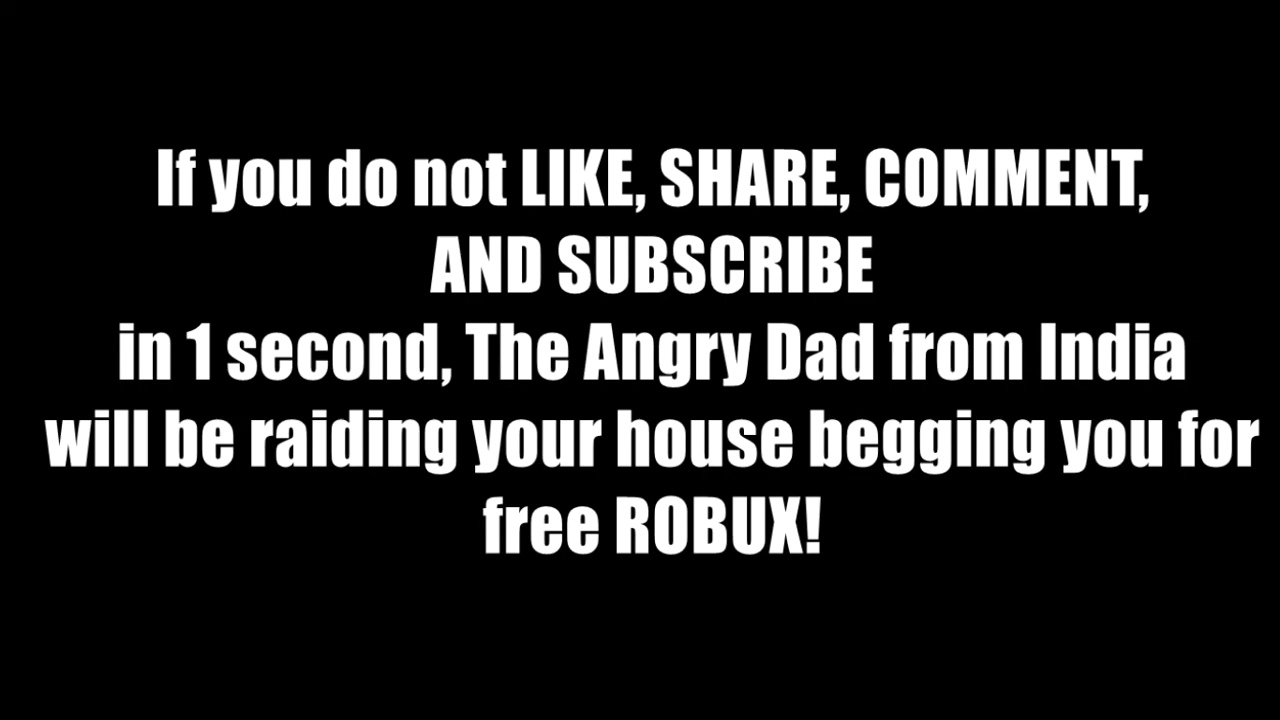 If you do not LIKE, SHARE, COMMENT,
AND SUBSCRIBE
in 1 second, The Angry Dad from India
will be raiding your house begging you for
free ROBUX!